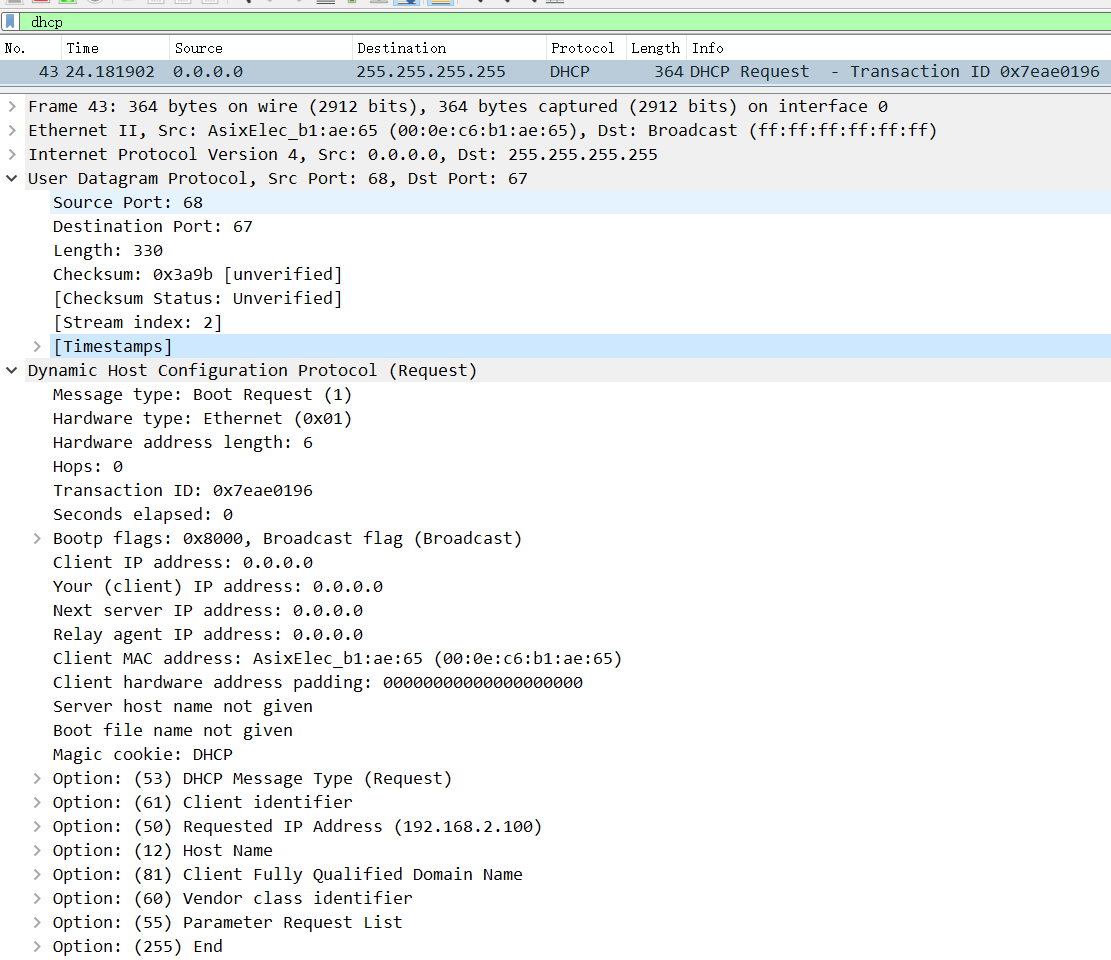 dhcp
No. Time Source Destination Protocol Length Info
43 24.181902 0.0.0.0 255.255.255.255 DHCP 364 DHCP Request - Transaction ID 0x7eae0196
Frame 43: 364 bytes on wire (2912 bits), 364 bytes captured (2912 bits) on interface 0
Ethernet II, Src: AsixElec_b1:ae:65 (00:0e:c6:b1:ae:65), Dst: Broadcast (ff:ff:ff:ff:ff:ff)
Internet Protocol Version 4, Src: 0.0.0.0, Dst: 255.255.255.255
User Datagram Protocol, Src Port: 68, Dst Port: 67
Source Port: 68
Destination Port: 67
Length: 330
Checksum: 0x3a9b [unverified]
[Checksum Status: Unverified]
[Stream index: 2]
[Timestamps]
Dynamic Host Configuration Protocol (Request)
Message type: Boot Request (1)
Hardware type: Ethernet (0x01)
Hardware address length: 6
Hops: 0
Transaction ID: 0x7eae0196
Seconds elapsed: 0
Bootp flags: 0x8000, Broadcast flag (Broadcast)
Client IP address: 0.0.0.0
Your (client) IP address: 0.0.0.0
Next server IP address: 0.0.0.0
Relay agent IP address: 0.0.0.0
Client MAC address: AsixElec_b1:ae:65 (00:0e:c6:b1:ae:65)
Client hardware address padding: 00000000000000000000
Server host name not given
Boot file name not given
Magic cookie: DHCP
Option: (53) DHCP Message Type (Request)
Option: (61) Client identifier
Option: (50) Requested IP Address (192.168.2.100)
Option: (12) Host Name
Option: (81) Client Fully Qualified Domain Name
Option: (60) Vendor class identifier
Option: (55) Parameter Request List
Option: (255) End